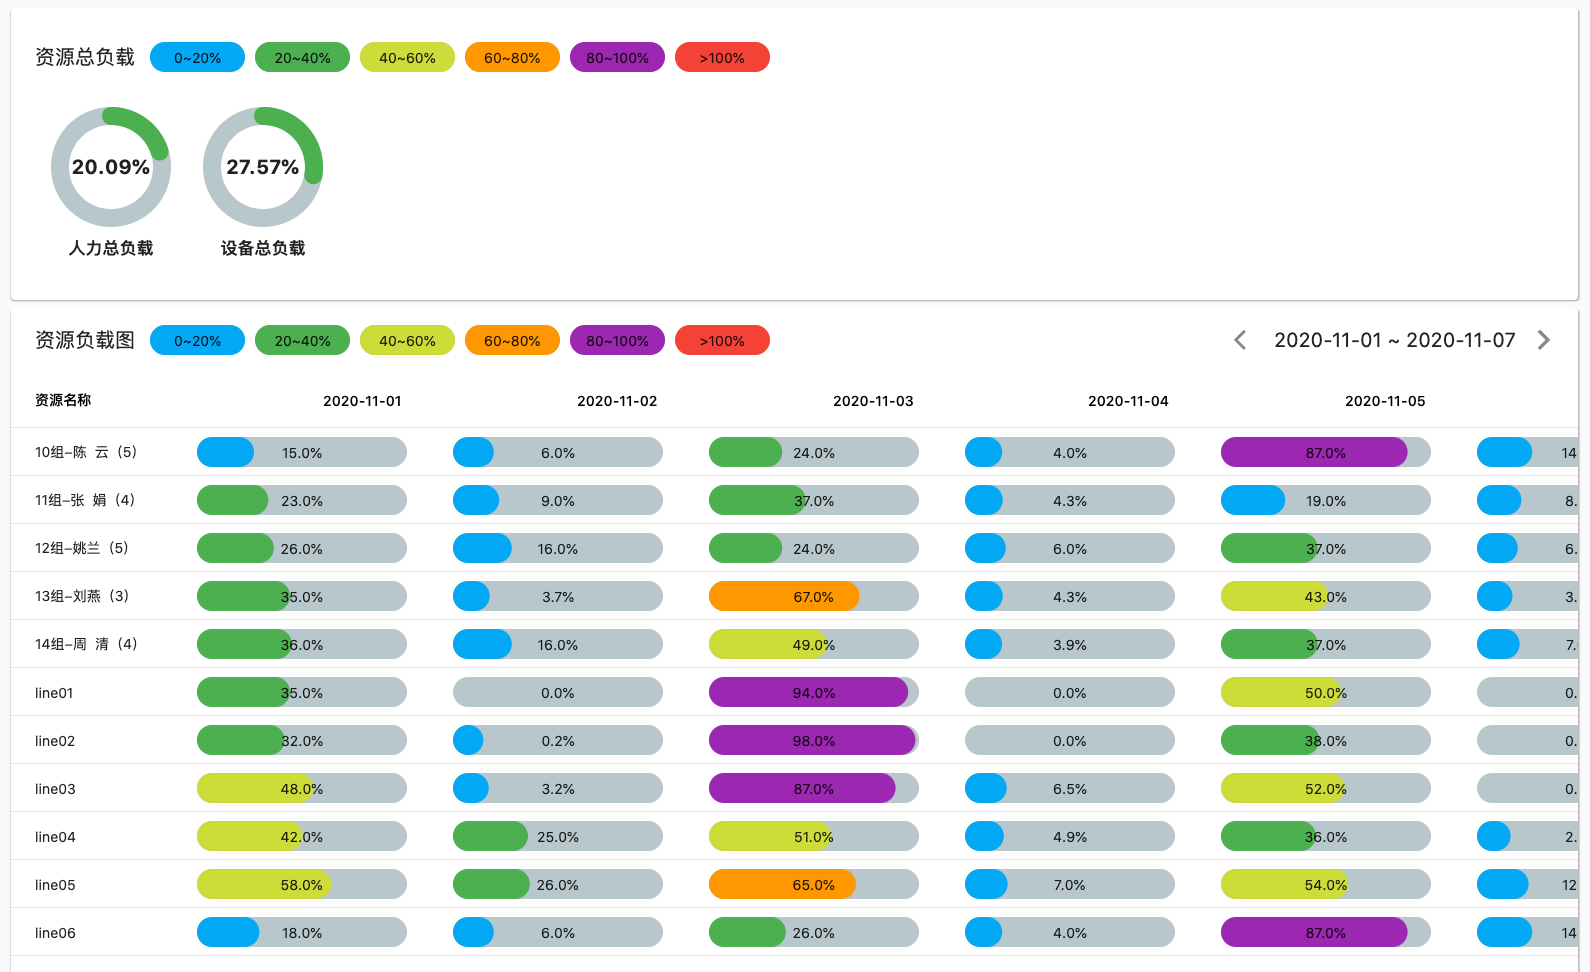 资源总负载 0~20% 20~40% 40~60% 60~80% 80~100% >100%
20.09% 27.57%
人力总负载 设备总负载
资源负载图 0~20% 20~40% 40~60% 60~80% 80~100% >100% 2020-11-01 ~ 2020-11-07
资源名称 2020-11-01 2020-11-02 2020-11-03 2020-11-04 2020-11-05
10组-陈 云（5） 15.0% 6.0% 24.0% 4.0% 87.0% 14
11组-张 娟（4） 23.0% 9.0% 37.0% 4.3% 19.0% 8.
12组-姚兰（5） 26.0% 16.0% 24.0% 6.0% 37.0% 6.
13组-刘燕（3） 35.0% 3.7% 67.0% 4.3% 43.0% 3.
14组-周 清（4） 36.0% 16.0% 49.0% 3.9% 37.0% 7.
line01 35.0% 0.0% 94.0% 0.0% 50.0% 0.
line02 32.0% 0.2% 98.0% 0.0% 38.0% 0.
line03 48.0% 3.2% 87.0% 6.5% 52.0% 0.
line04 42.0% 25.0% 51.0% 4.9% 36.0% 2.
line05 58.0% 26.0% 65.0% 7.0% 54.0% 12
line06 18.0% 6.0% 26.0% 4.0% 87.0% 14